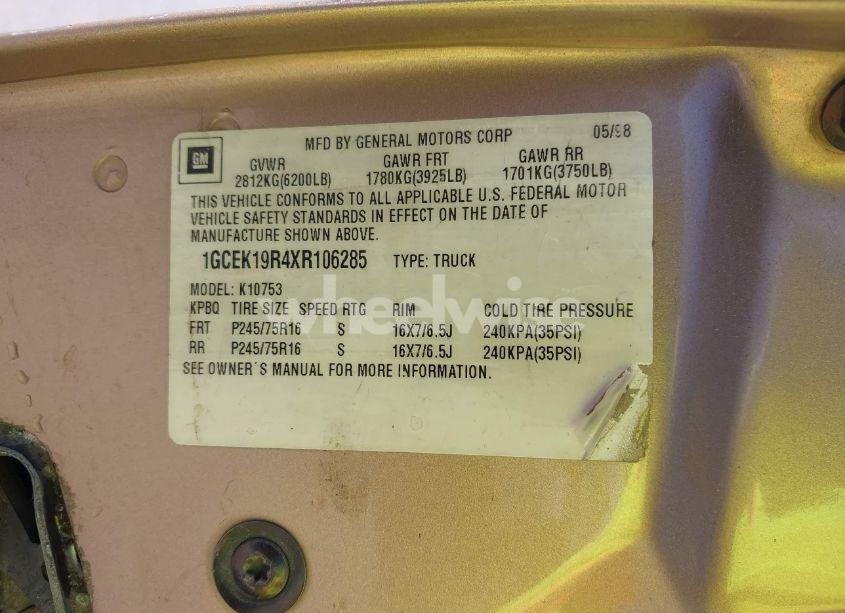 MFD BY GENERAL MOTORS CORP 05/98
GM
GVWR GAWR FRT GAWR RR
2812KG(6200LB) 1780KG(3925LB) 1701KG(3750LB)
THIS VEHICLE CONFORMS TO ALL APPLICABLE U.S. FEDERAL MOTOR
VEHICLE SAFETY STANDARDS IN EFFECT ON THE DATE OF
MANUFACTURE SHOWN ABOVE.
1GCEK19R4XR106285 TYPE: TRUCK
MODEL: K10753
KPBQ TIRE SIZE SPEED RTG RIM COLD TIRE PRESSURE
FRT P245/75R16 S 16X7/6.5J 240KPA(35PSI)
RR P245/75R16 S 16X7/6.5J 240KPA(35PSI)
SEE OWNER'S MANUAL FOR MORE INFORMATION.
wheelwise